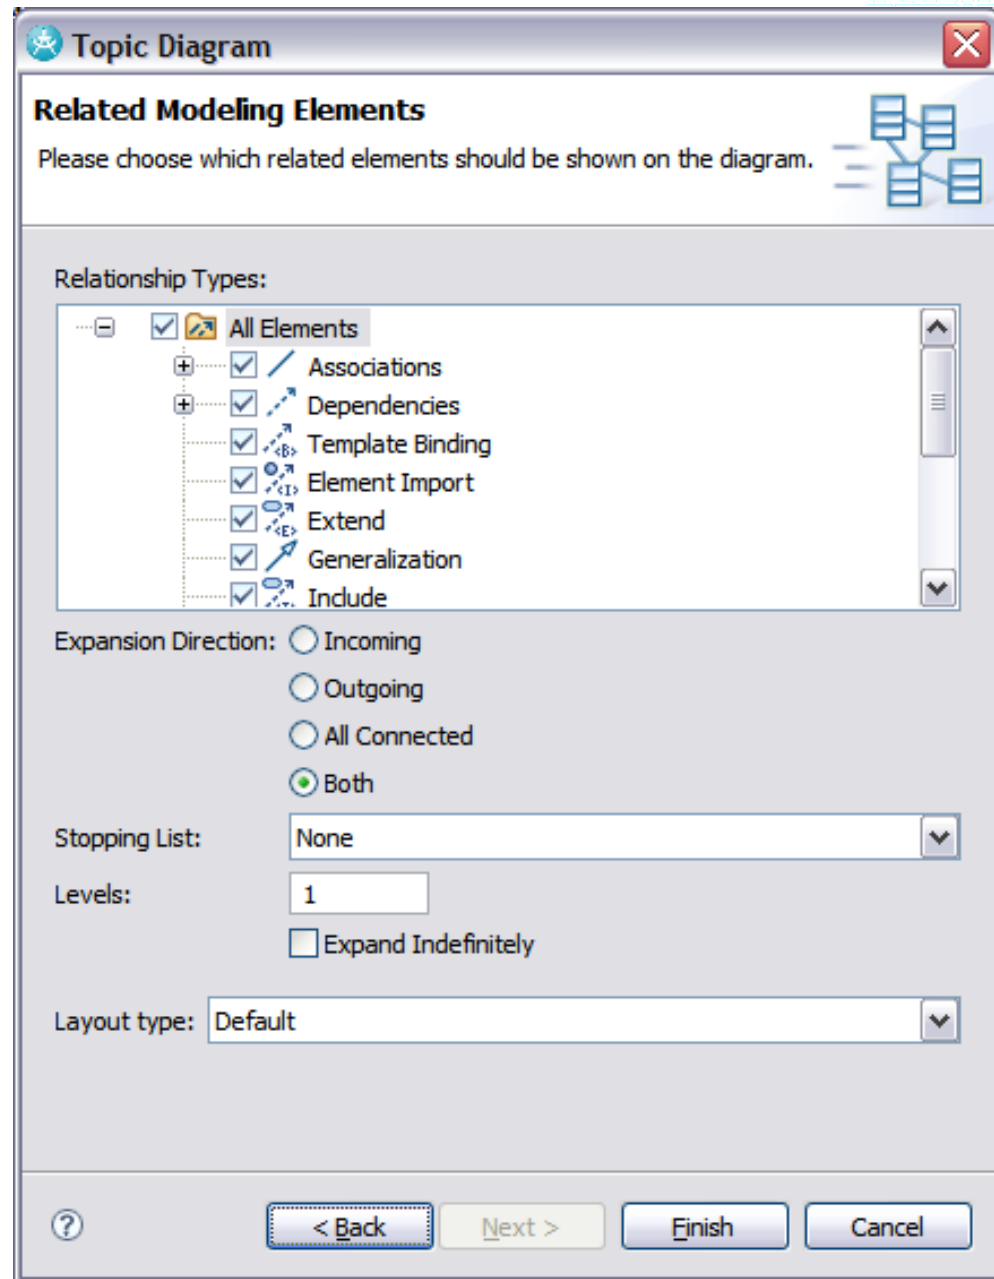 Topic Diagram
Related Modeling Elements
Please choose which related elements should be shown on the diagram.
Relationship Types:
All Elements
Associations
Dependencies
Template Binding
Element Import
Extend
Generalization
Include
Expansion Direction: Incoming
Outgoing
All Connected
Both
Stopping List: None
Levels: 1
Expand Indefinitely
Layout type: Default
< Back Next > Finish Cancel